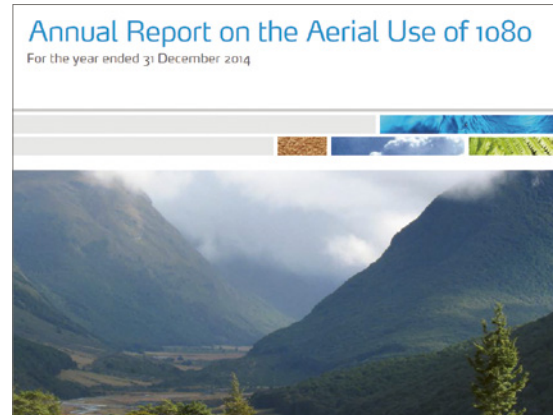 Annual Report on the Aerial Use of 1080
For the year ended 31 December 2014